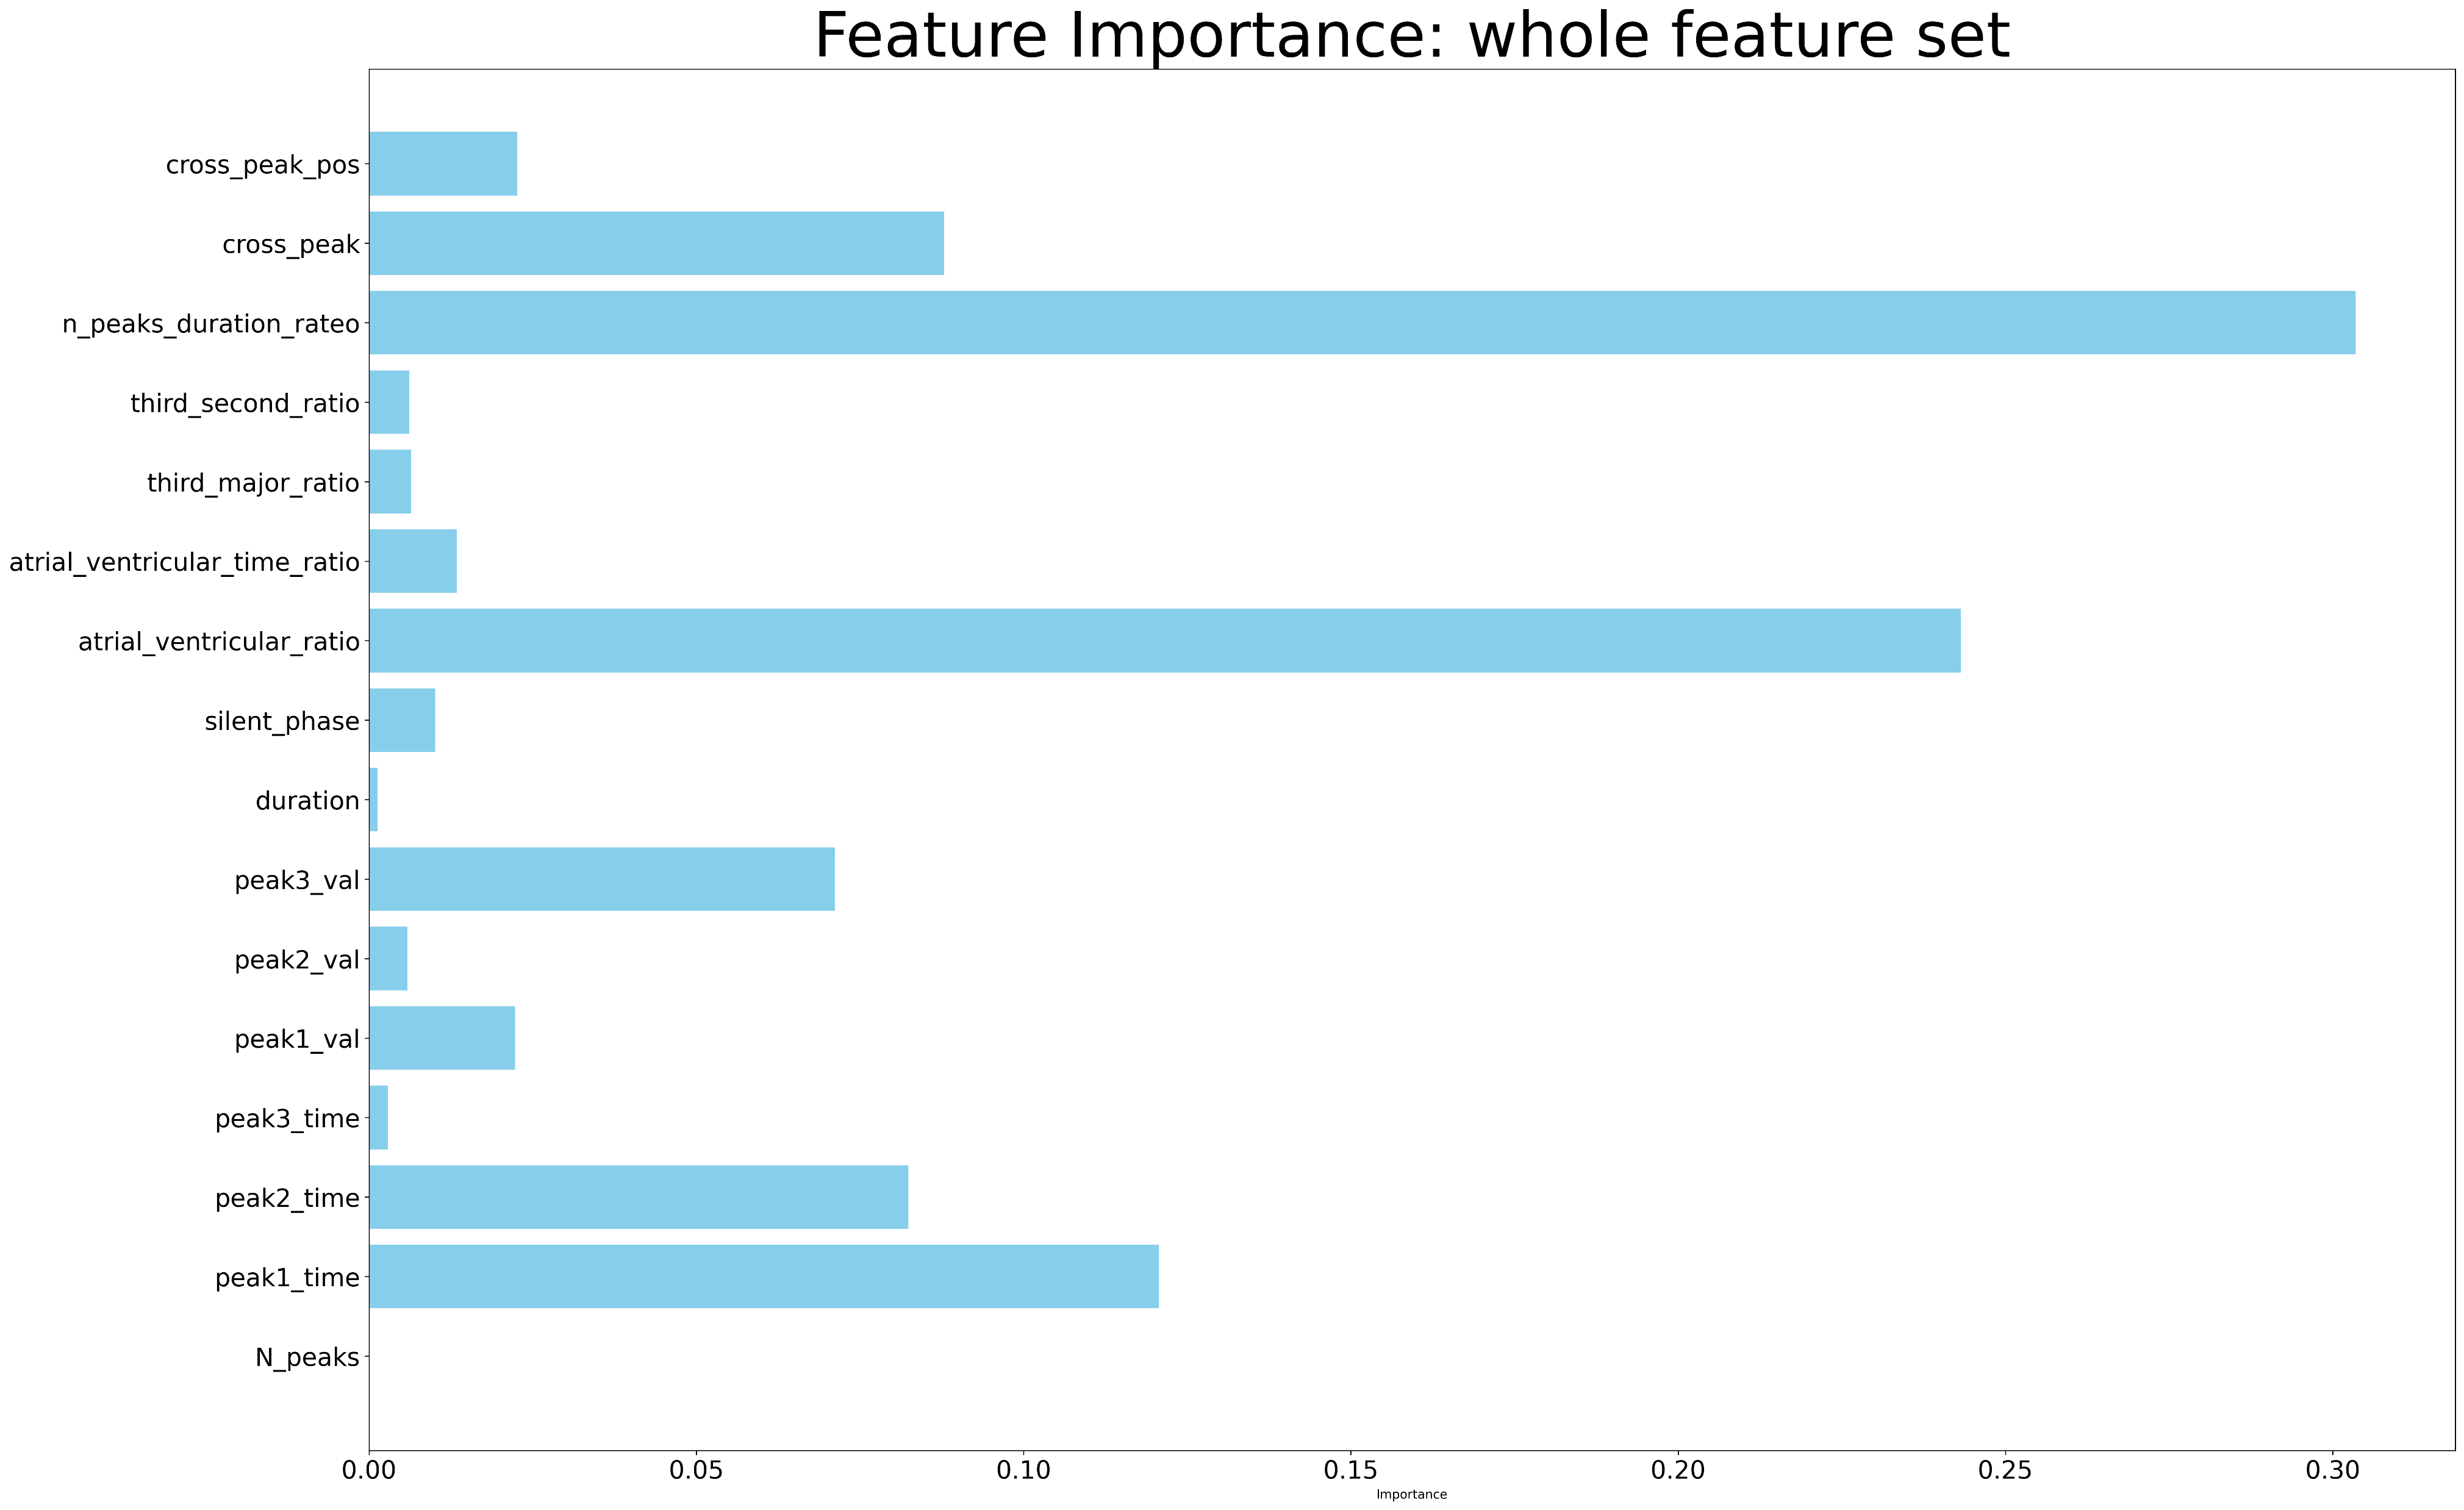 Feature Importance: whole feature set
cross_peak_pos
cross_peak
n_peaks_duration_rateo
third_second_ratio
third_major_ratio
atrial_ventricular_time_ratio
atrial_ventricular_ratio
silent_phase
duration
peak3_val
peak2_val
peak1_val
peak3_time
peak2_time
peak1_time
N_peaks
0.00 0.05 0.10 0.15 0.20 0.25 0.30
Importance